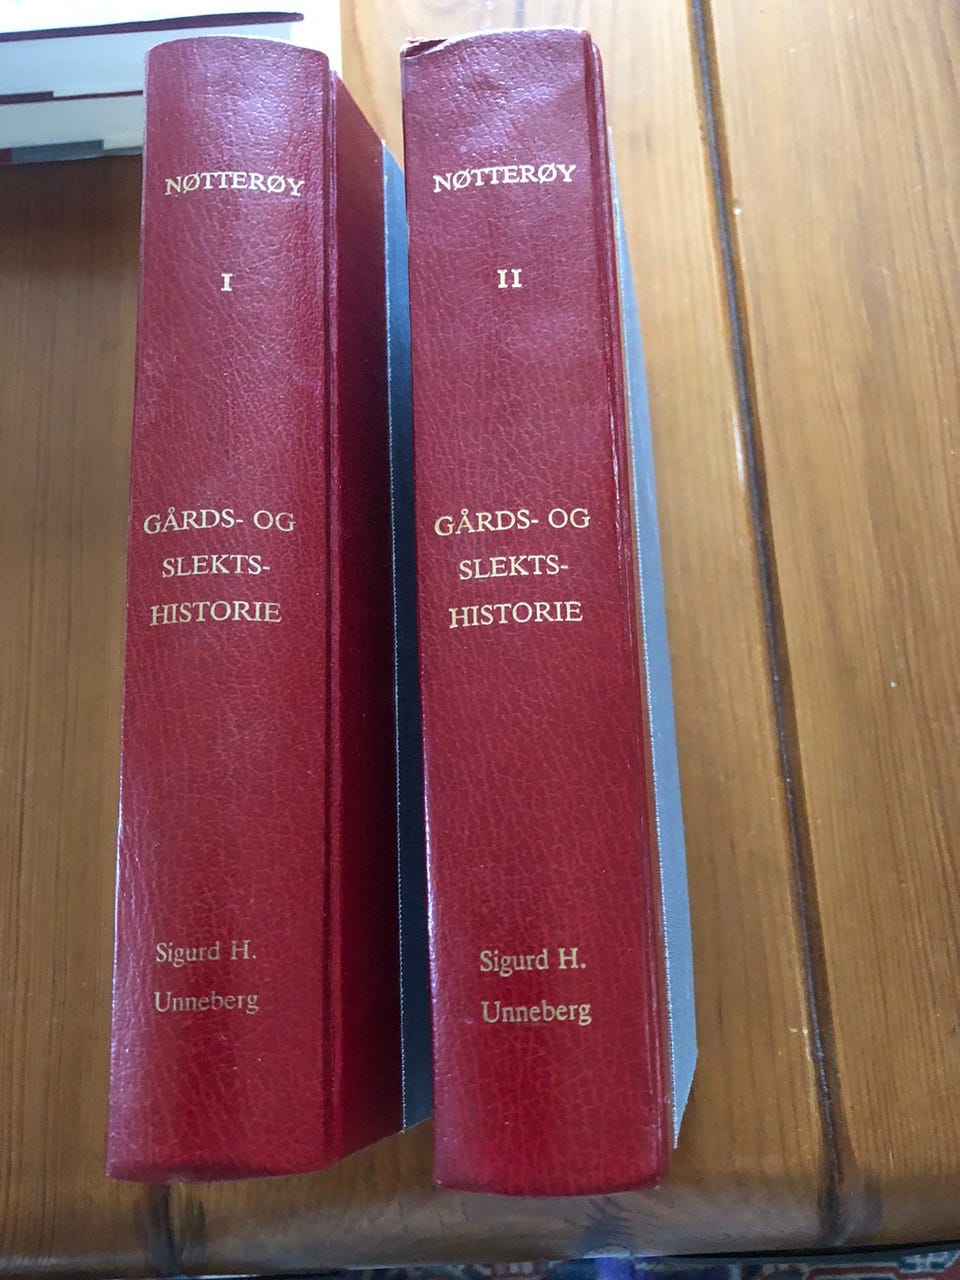 NØTTERØY
I
GÅRDS- OG
SLEKTS-
HISTORIE
Sigurd H.
Unneberg
NØTTERØY
II
GÅRDS- OG
SLEKTS-
HISTORIE
Sigurd H.
Unneberg